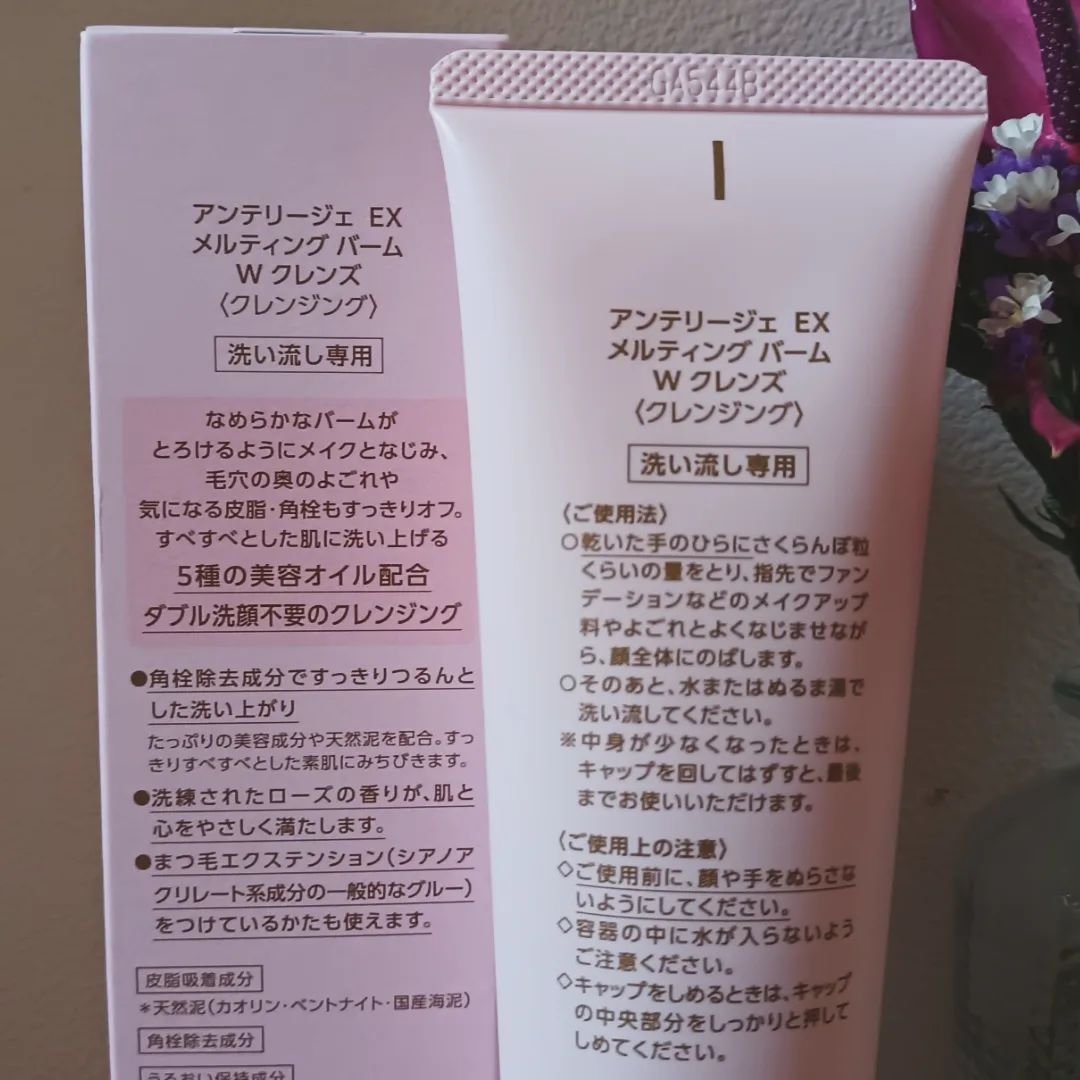 アンテリージェ EX
メルティング バーム
W クレンズ
〈クレンジング〉
洗い流し専用
なめらかなバームが
とろけるようにメイクとなじみ、
毛穴の奥のよごれや
気になる皮脂・角栓もすっきりオフ。
すべすべとした肌に洗い上げる
5種の美容オイル配合
ダブル洗顔不要のクレンジング
●角栓除去成分ですっきりつるんと
した洗い上がり
たっぷりの美容成分や天然泥を配合。すっ
きりすべすべとした素肌にみちびきます。
●洗練されたローズの香りが、肌と
心をやさしく満たします。
●まつ毛エクステンション(シアノア
クリレート系成分の一般的なグルー)
をつけているかたも使えます。
皮脂吸着成分
*天然泥(カオリン・ベントナイト・国産海泥)
角栓除去成分
うるおい保持成分
GA544B
アンテリージェ EX
メルティング バーム
W クレンズ
〈クレンジング〉
洗い流し専用
〈ご使用法〉
○乾いた手のひらにさくらんぼ粒
くらいの量をとり、指先でファン
デーションなどのメイクアップ
料やよごれとよくなじませなが
ら、顔全体にのばします。
○そのあと、水またはぬるま湯で
洗い流してください。
※中身が少なくなったときは、
キャップを回してはずすと、最後
までお使いいただけます。
〈ご使用上の注意〉
◇ご使用前に、顔や手をぬらさな
いようにしてください。
◇容器の中に水が入らないよう
ご注意ください。
◇キャップをしめるときは、キャップ
の中央部分をしっかりと押して
しめてください。